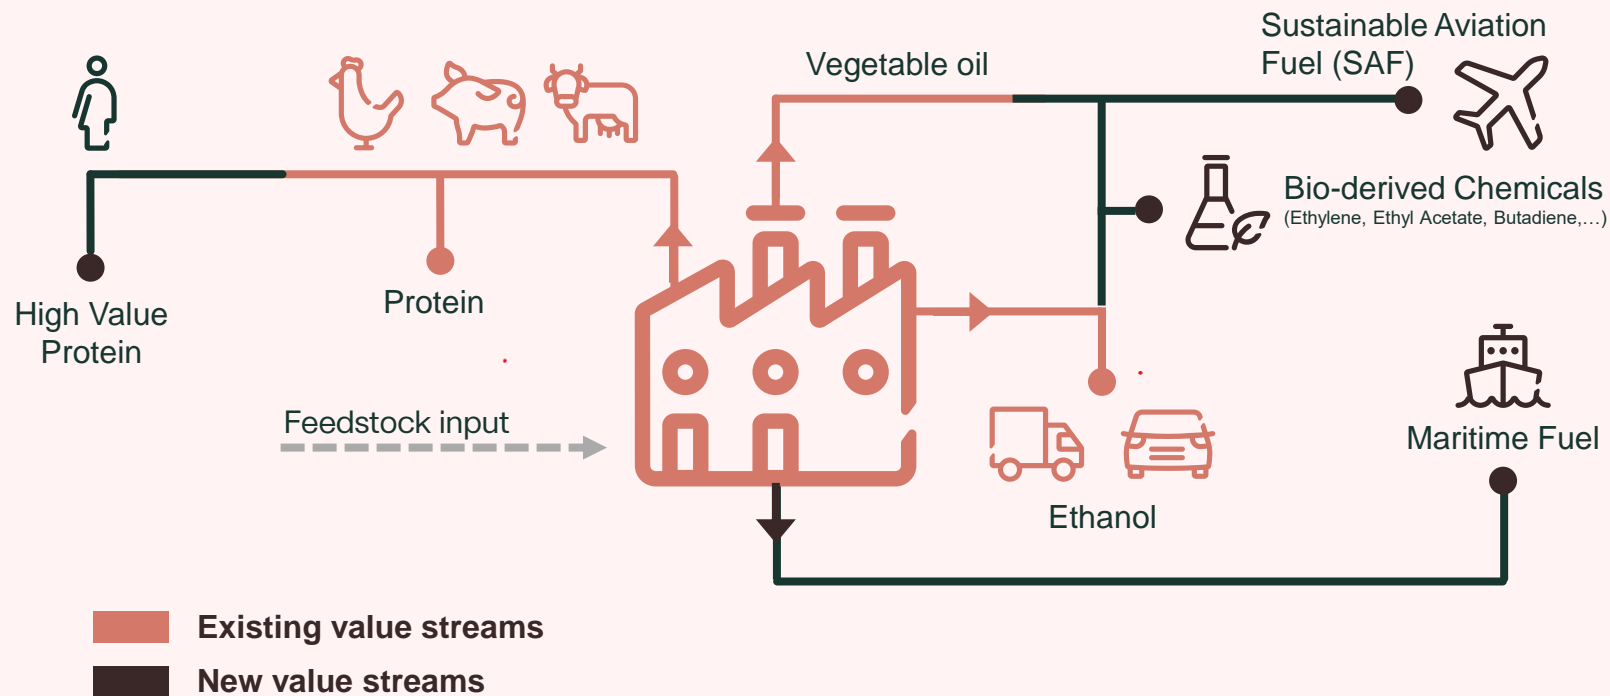 Sustainable Aviation
Fuel (SAF)
Vegetable oil
Bio-derived Chemicals
(Ethylene, Ethyl Acetate, Butadiene,...)
High Value
Protein
Protein
Feedstock input
Maritime Fuel
Ethanol
Existing value streams
New value streams